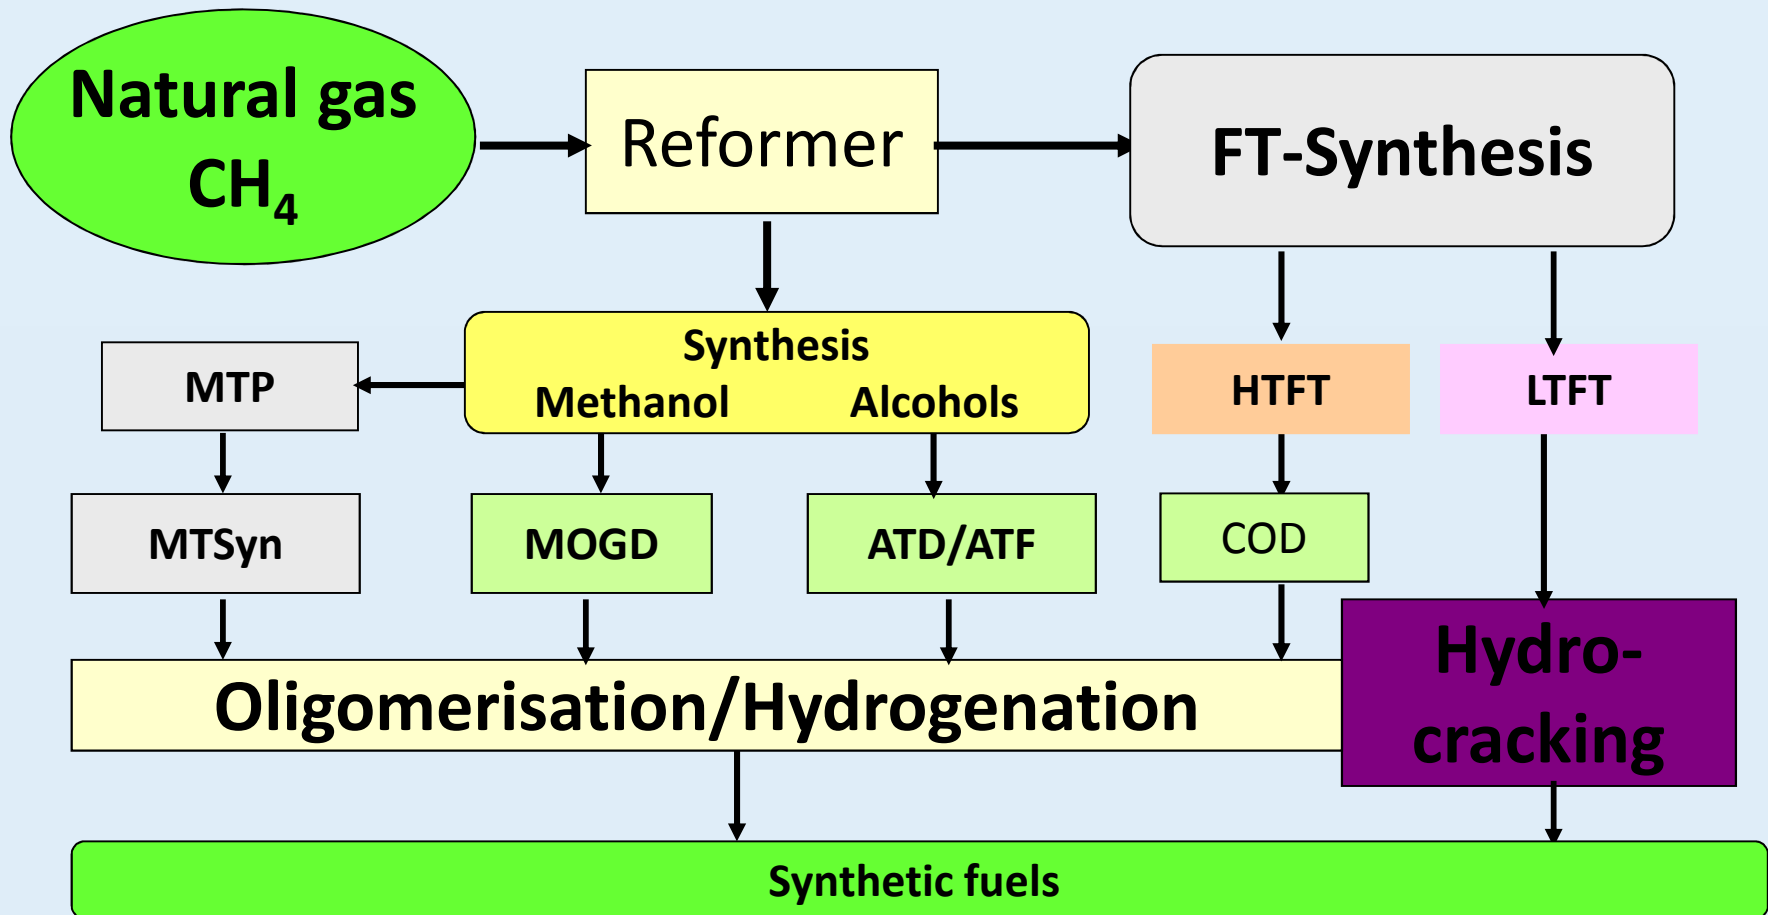 Natural gas
CH₄
Reformer
FT-Synthesis
Synthesis
Methanol Alcohols
MTP
HTFT
LTFT
MTSyn
MOGD
ATD/ATF
COD
Oligomerisation/Hydrogenation
Hydro-
cracking
Synthetic fuels